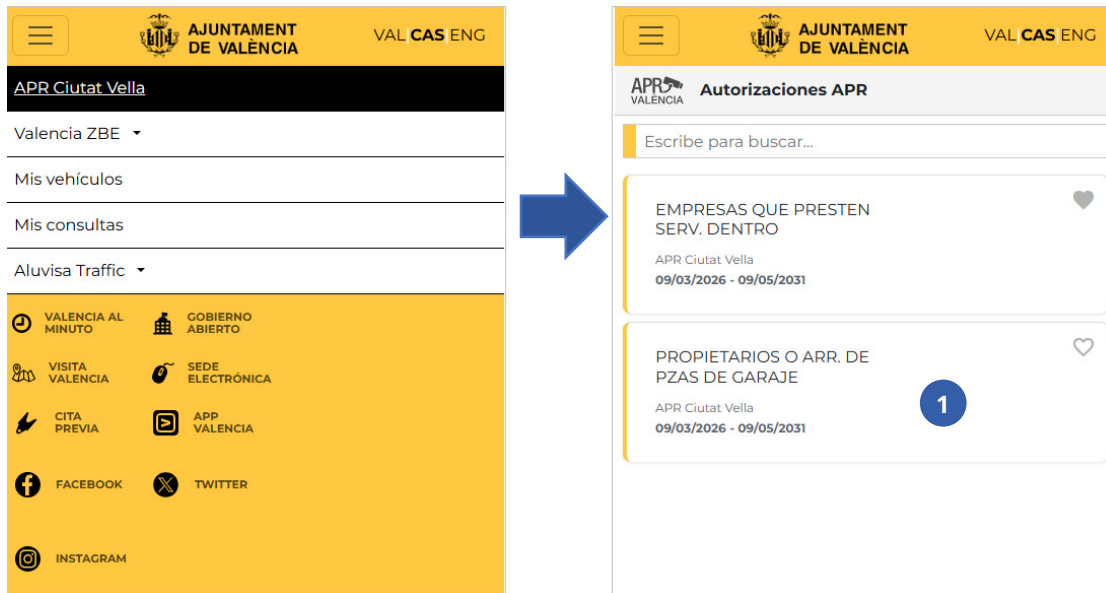 AJUNTAMENT
DE VALÈNCIA
VAL|CAS|ENG
APR Ciutat Vella
Valencia ZBE
Mis vehículos
Mis consultas
Aluvisa Traffic
VALENCIA AL
MINUTO
GOBIERNO
ABIERTO
VISITA
VALENCIA
SEDE
ELECTRÓNICA
CITA
PREVIA
APP
VALENCIA
FACEBOOK
TWITTER
INSTAGRAM
AJUNTAMENT
DE VALÈNCIA
VAL|CAS|ENG
APR
VALÈNCIA
Autorizaciones APR
Escribe para buscar...
EMPRESAS QUE PRESTEN
SERV. DENTRO
APR Ciutat Vella
09/03/2026 - 09/05/2031
PROPIETARIOS O ARR. DE
PZAS DE GARAJE
APR Ciutat Vella
09/03/2026 - 09/05/2031
1